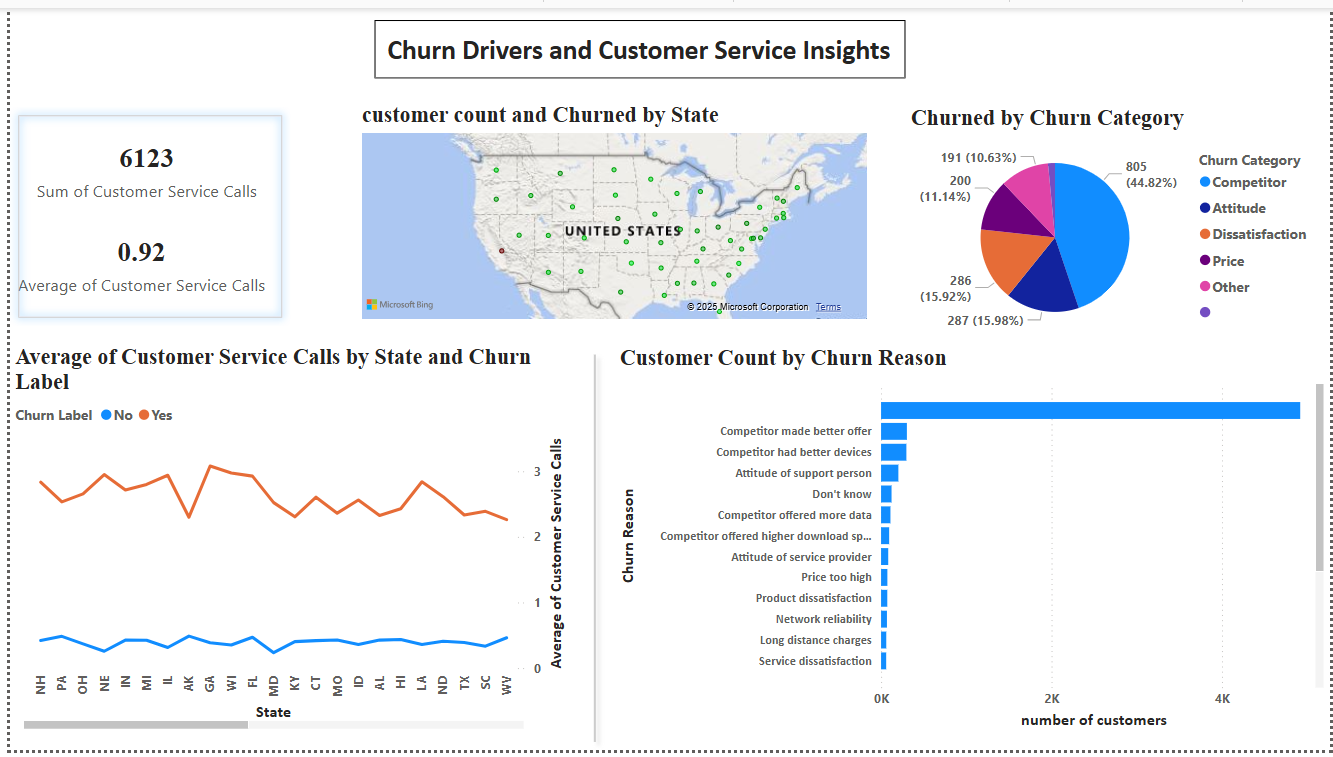 Churn Drivers and Customer Service Insights
6123
Sum of Customer Service Calls
0.92
Average of Customer Service Calls
customer count and Churned by State
UNITED STATES
Microsoft Bing
© 2025 Microsoft Corporation Terms
Churned by Churn Category
191 (10.63%)
200
(11.14%)
286
(15.92%)
287 (15.98%)
805
(44.82%)
Churn Category
Competitor
Attitude
Dissatisfaction
Price
Other
Average of Customer Service Calls by State and Churn
Label
Churn Label No Yes
3
2
1
0
Average of Customer Service Calls
NH PA OH NE IN MI IL AK GA WI FL MD KY CT MO ID AL HI LA ND TX SC WV
State
Customer Count by Churn Reason
Churn Reason
Competitor made better offer
Competitor had better devices
Attitude of support person
Don't know
Competitor offered more data
Competitor offered higher download sp...
Attitude of service provider
Price too high
Product dissatisfaction
Network reliability
Long distance charges
Service dissatisfaction
0K 2K 4K
number of customers